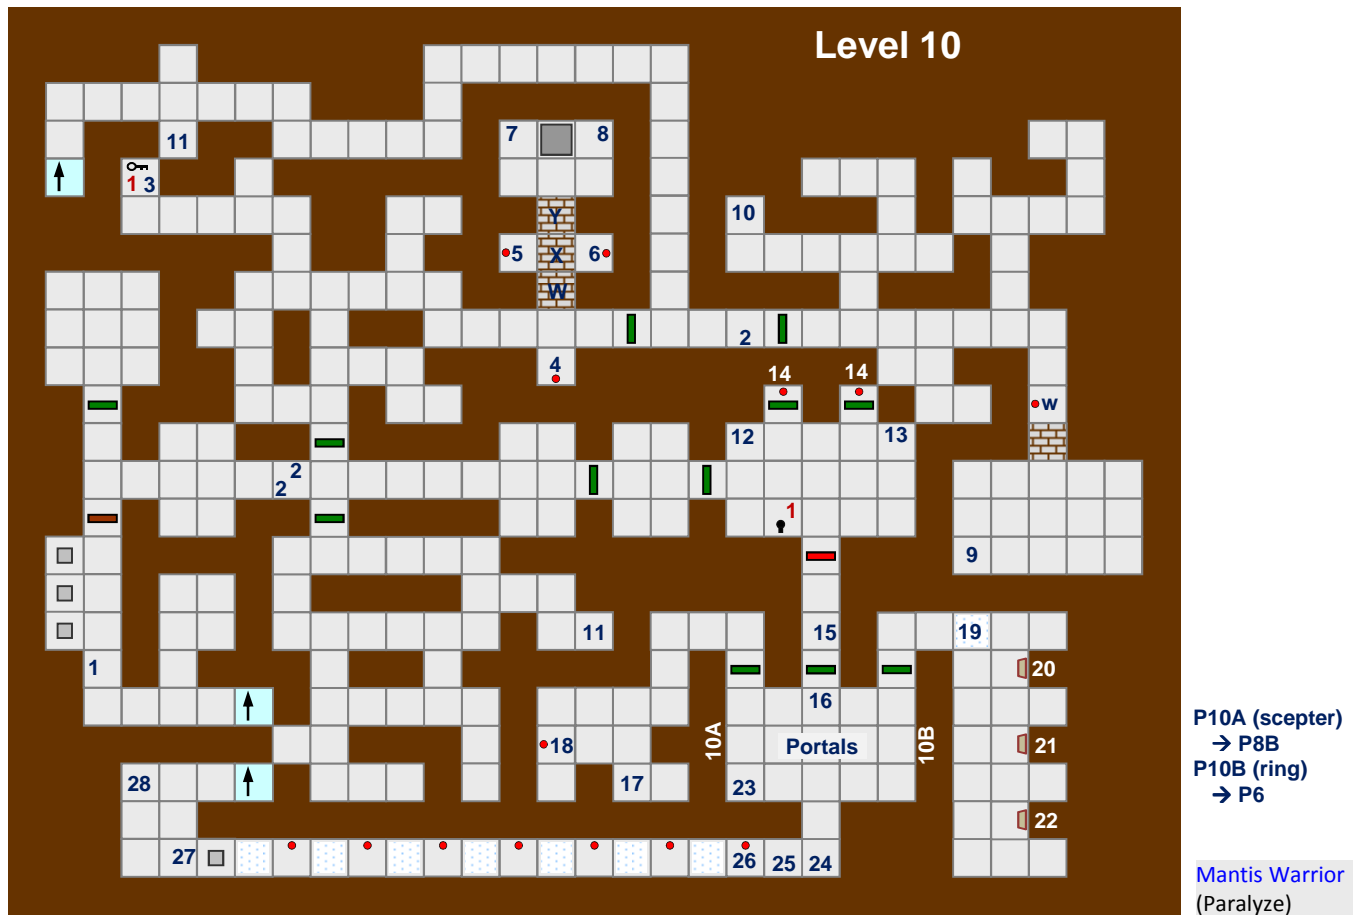 Level 10
11
7
8
1 3
Y
10
5
X
6
W
2
4
14
14
W
12
13
2
2
1
9
11
15
19
1
20
16
10A
Portals
10B
18
21
28
17
23
22
27
26
25
24
P10A (scepter)
→ P8B
P10B (ring)
→ P6
Mantis Warrior
(Paralyze)